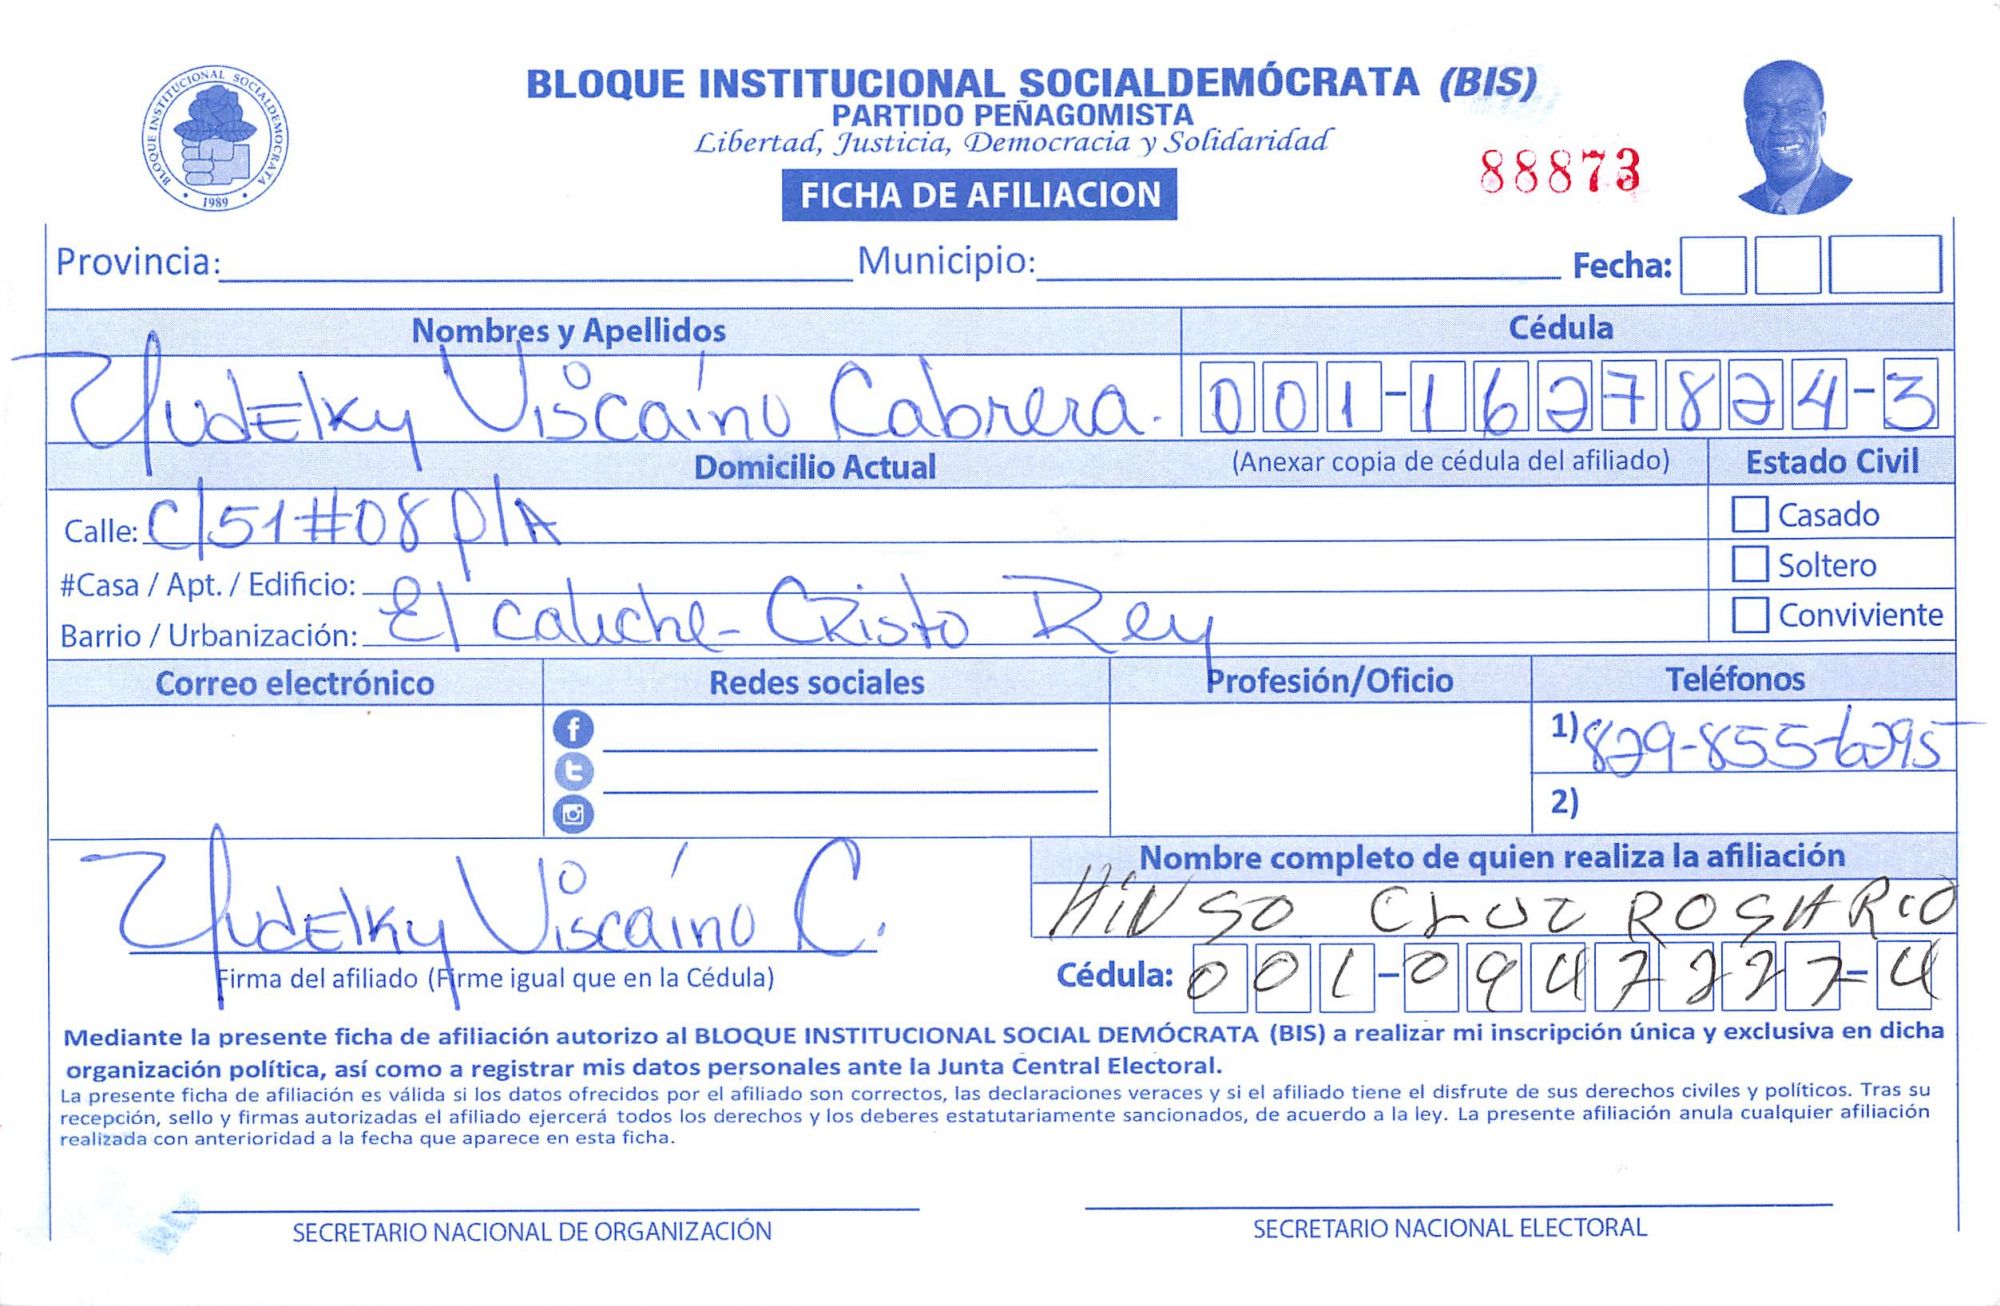 BLOQUE INSTITUCIONAL SOCIALDEMOCRATA
1989
BLOQUE INSTITUCIONAL SOCIALDEMÓCRATA (BIS)
PARTIDO PEÑAGOMISTA
Libertad, Justicia, Democracia y Solidaridad
88873
FICHA DE AFILIACION
Provincia: Municipio: Fecha:
Nombres y Apellidos Cédula
Yudelky Viscaíno Cabrera. 001-1627824-3
Domicilio Actual (Anexar copia de cédula del afiliado) Estado Civil
Calle: C/51#08 P/A Casado
#Casa / Apt. / Edificio: Soltero
Barrio / Urbanización: El caliche - Cristo Rey Conviviente
Correo electrónico Redes sociales Profesión/Oficio Teléfonos
1) 829-855-6295
2)
Nombre completo de quien realiza la afiliación
HINSO CRUZ ROSARIO
Yudelky Viscaíno C.
Firma del afiliado (Firme igual que en la Cédula) Cédula: 001-0947227-4
Mediante la presente ficha de afiliación autorizo al BLOQUE INSTITUCIONAL SOCIAL DEMÓCRATA (BIS) a realizar mi inscripción única y exclusiva en dicha
organización política, así como a registrar mis datos personales ante la Junta Central Electoral.
La presente ficha de afiliación es válida si los datos ofrecidos por el afiliado son correctos, las declaraciones veraces y si el afiliado tiene el disfrute de sus derechos civiles y políticos. Tras su
recepción, sello y firmas autorizadas el afiliado ejercerá todos los derechos y los deberes estatutariamente sancionados, de acuerdo a la ley. La presente afiliación anula cualquier afiliación
realizada con anterioridad a la fecha que aparece en esta ficha.
SECRETARIO NACIONAL DE ORGANIZACIÓN SECRETARIO NACIONAL ELECTORAL